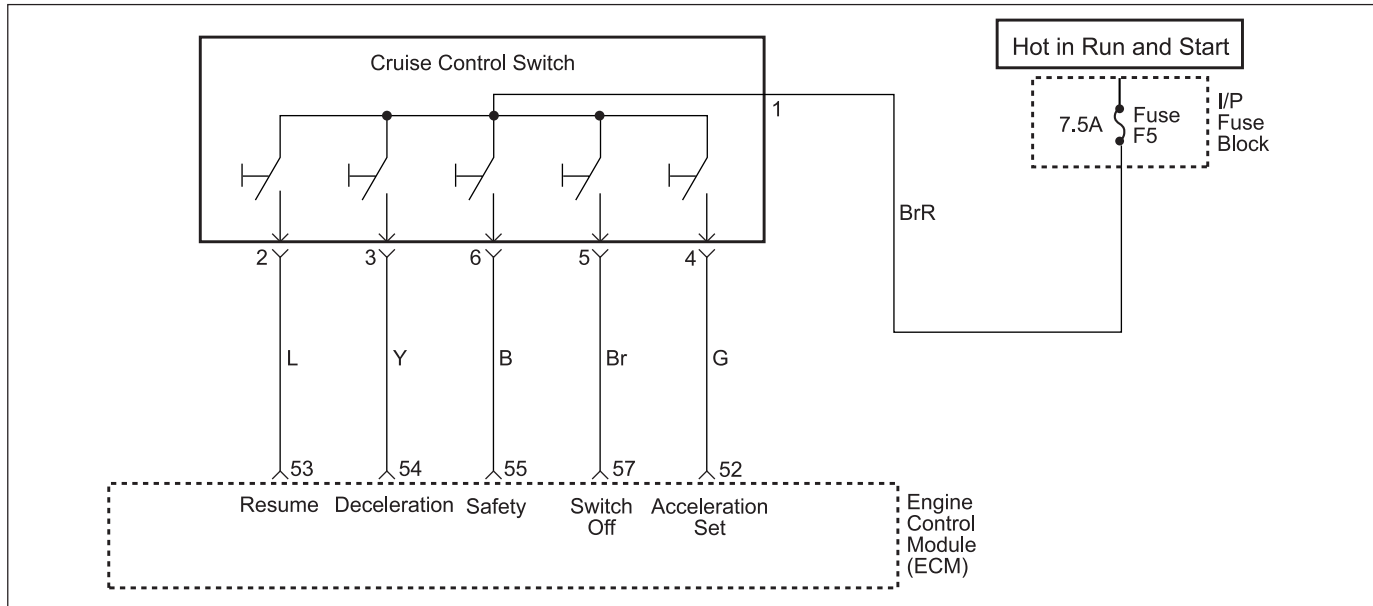 Cruise Control Switch
Hot in Run and Start
1
7.5A
Fuse
F5
I/P
Fuse
Block
BrR
2
3
6
5
4
L
Y
B
Br
G
53
54
55
57
52
Resume
Deceleration
Safety
Switch
Off
Acceleration
Set
Engine
Control
Module
(ECM)